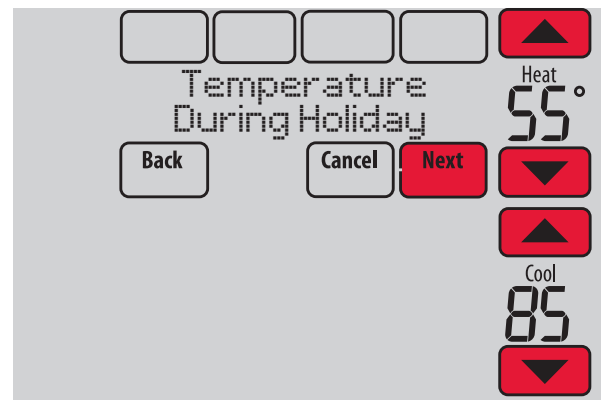 Temperature
During Holiday
Back Cancel Next
Heat
55°
Cool
85